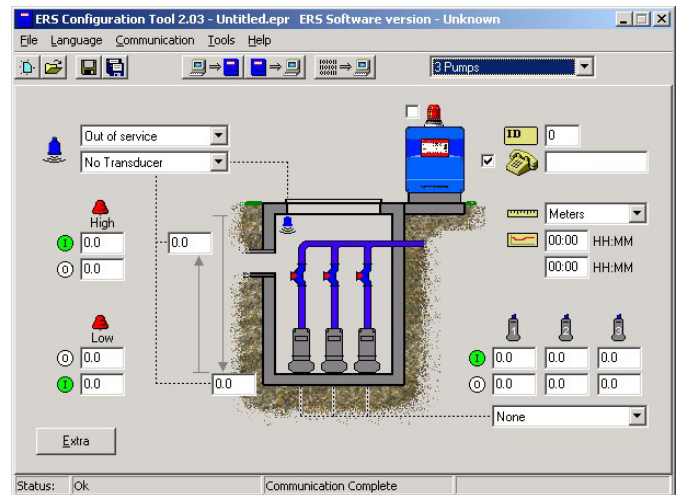 ERS Configuration Tool 2.03 - Untitled.epr   ERS Software version - Unknown
File Language Communication Tools Help
3 Pumps
Out of service
No Transducer
ID 0
High
I 0.0
O 0.0
0.0
Meters
00:00 HH:MM
00:00 HH:MM
Low
O 0.0
I 0.0
0.0
1 2 3
I 0.0 0.0 0.0
O 0.0 0.0 0.0
None
Extra
Status: Ok Communication Complete